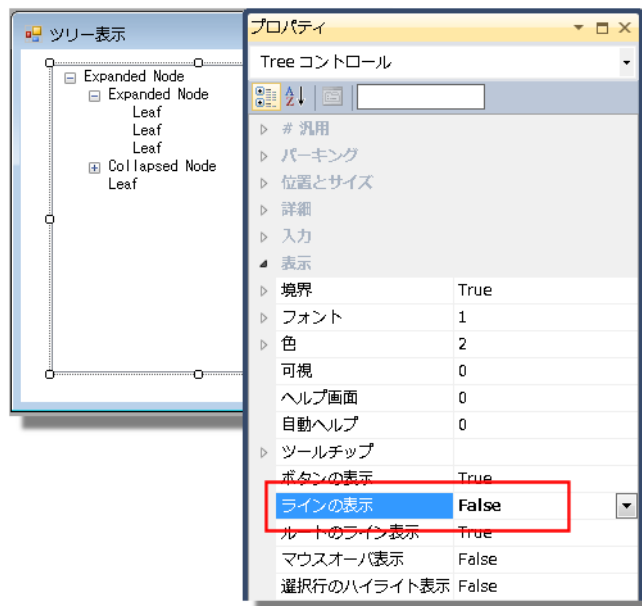 ツリー表示
Expanded Node
Expanded Node
Leaf
Leaf
Leaf
Collapsed Node
Leaf
プロパティ
Tree コントロール
# 汎用
パーキング
位置とサイズ
詳細
入力
表示
境界 True
フォント 1
色 2
可視 0
ヘルプ画面 0
自動ヘルプ 0
ツールチップ
ボタンの表示 True
ラインの表示 False
ルートのライン表示 True
マウスオーバ表示 False
選択行のハイライト表示 False